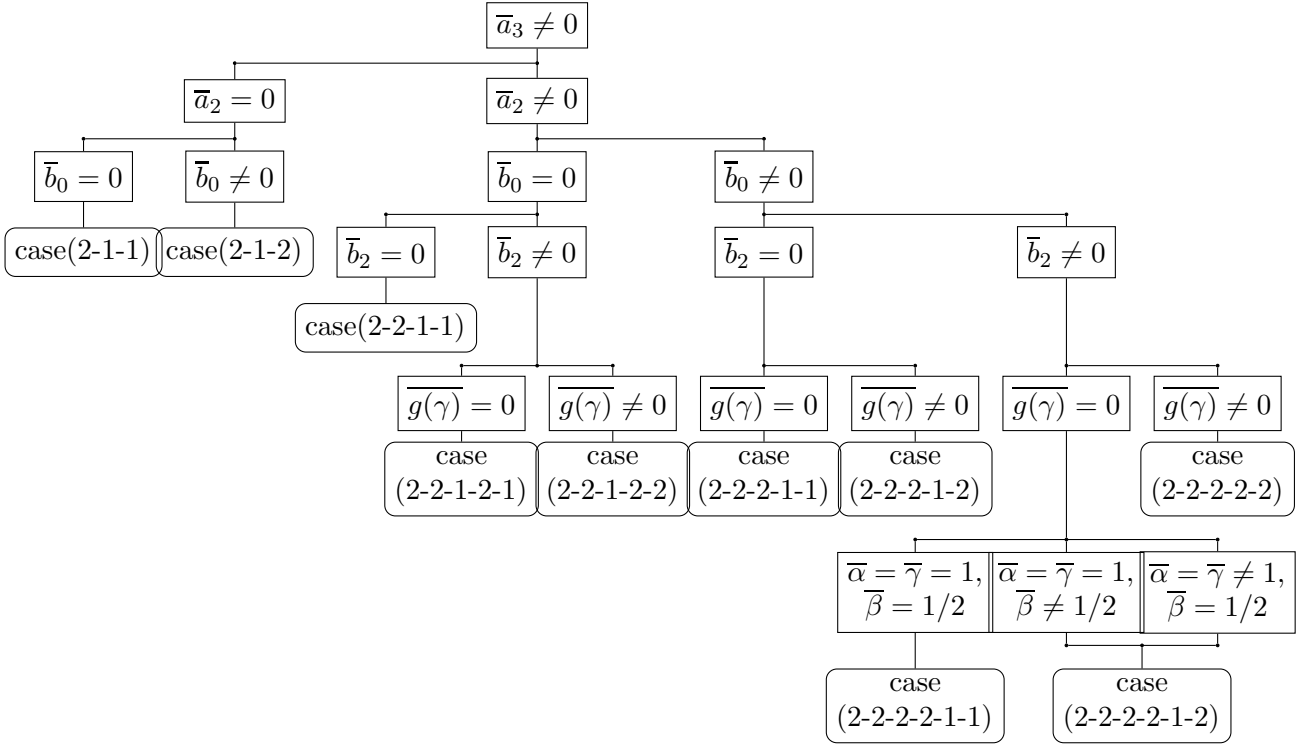 a̅₃ ≠ 0
a̅₂ = 0
a̅₂ ≠ 0
b̅₀ = 0
b̅₀ ≠ 0
b̅₀ = 0
b̅₀ ≠ 0
case(2-1-1)
case(2-1-2)
b̅₂ = 0
b̅₂ ≠ 0
b̅₂ = 0
b̅₂ ≠ 0
case(2-2-1-1)
g̅(̅γ̅)̅ = 0
g̅(̅γ̅)̅ ≠ 0
g̅(̅γ̅)̅ = 0
g̅(̅γ̅)̅ ≠ 0
g̅(̅γ̅)̅ = 0
g̅(̅γ̅)̅ ≠ 0
case
(2-2-1-2-1)
case
(2-2-1-2-2)
case
(2-2-2-1-1)
case
(2-2-2-1-2)
case
(2-2-2-2-2)
α̅ = γ̅ = 1,
β̅ = 1/2
α̅ = γ̅ = 1,
β̅ ≠ 1/2
α̅ = γ̅ ≠ 1,
β̅ = 1/2
case
(2-2-2-2-1-1)
case
(2-2-2-2-1-2)